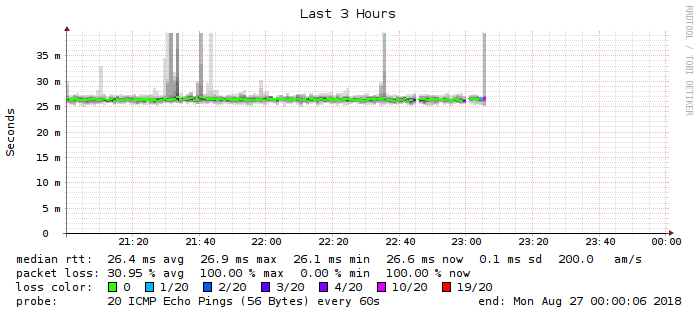 Last 3 Hours
RRDTOOL / TOBI OETIKER
Seconds
35 m
30 m
25 m
20 m
15 m
10 m
5 m
0
21:20 21:40 22:00 22:20 22:40 23:00 23:20 23:40 00:00
median rtt: 26.4 ms avg 26.9 ms max 26.1 ms min 26.6 ms now 0.1 ms sd 200.0 am/s
packet loss: 30.95 % avg 100.00 % max 0.00 % min 100.00 % now
loss color: 0 1/20 2/20 3/20 4/20 10/20 19/20
probe: 20 ICMP Echo Pings (56 Bytes) every 60s end: Mon Aug 27 00:00:06 2018